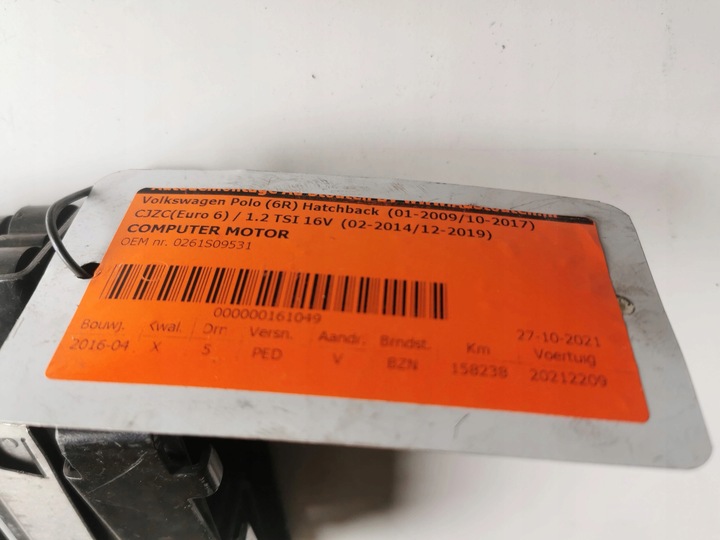 Volkswagen Polo (6R) Hatchback (01-2009/10-2017)
CJZC(Euro 6) / 1.2 TSI 16V (02-2014/12-2019)
COMPUTER MOTOR
OEM nr. 0261S09531
000000161049
27-10-2021
Bouwj. Kwal. Drn Versn. Aandr. Brndst. Km Voertuig
2016-04 X 5 PED V BZN 158238 20212209